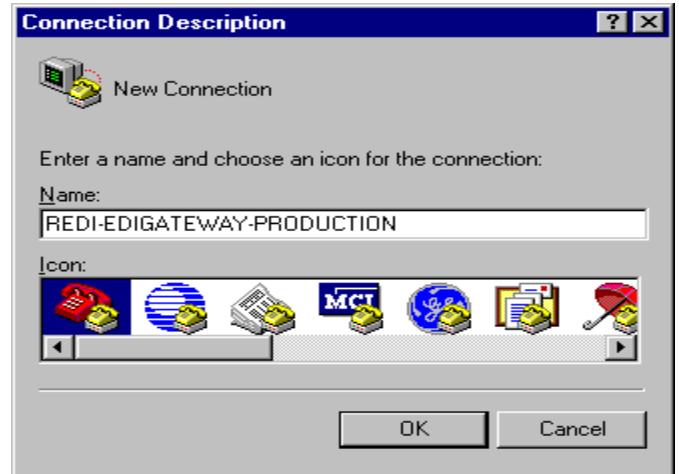 Connection Description
New Connection
Enter a name and choose an icon for the connection:
Name:
REDI-EDIGATEWAY-PRODUCTION
Icon:
MCI
OK
Cancel